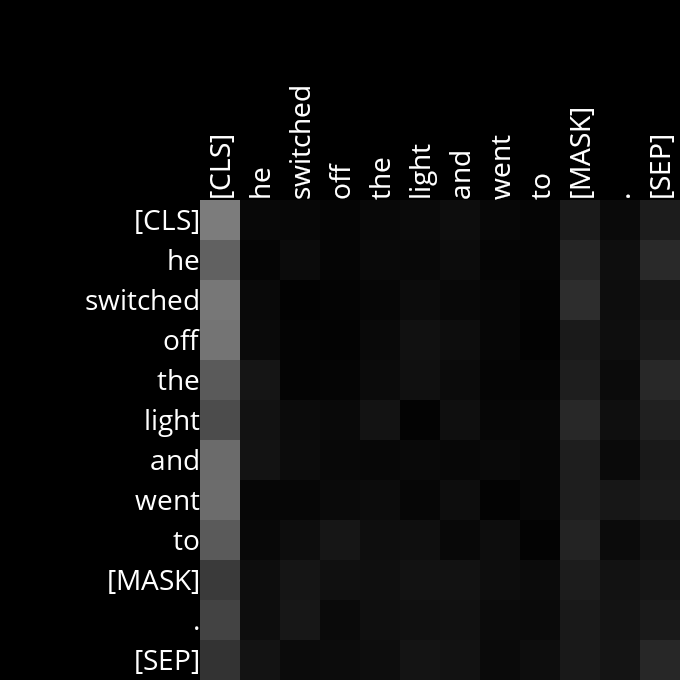 [CLS] he switched off the light and went to [MASK] . [SEP]
[CLS]
he
switched
off
the
light
and
went
to
[MASK]
.
[SEP]